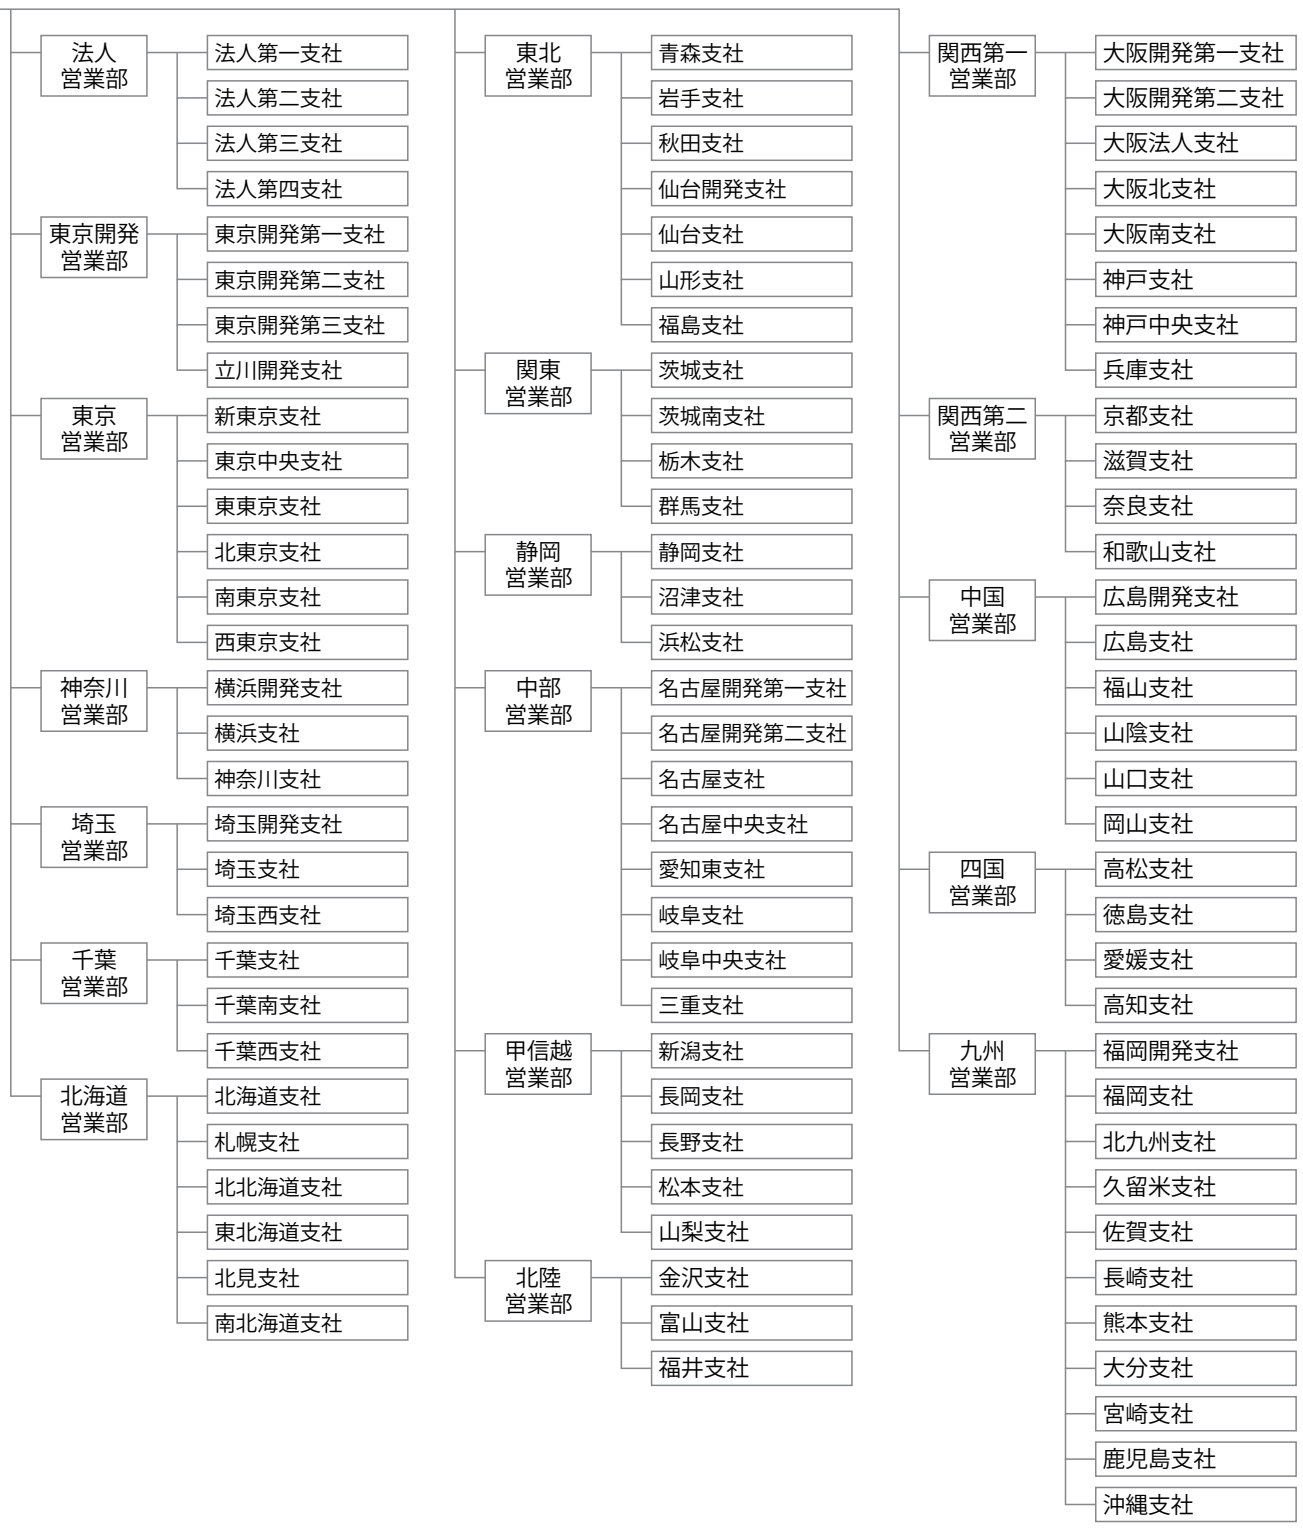 法人
営業部
法人第一支社
法人第二支社
法人第三支社
法人第四支社
東京開発
営業部
東京開発第一支社
東京開発第二支社
東京開発第三支社
立川開発支社
東京
営業部
新東京支社
東京中央支社
東東京支社
北東京支社
南東京支社
西東京支社
神奈川
営業部
横浜開発支社
横浜支社
神奈川支社
埼玉
営業部
埼玉開発支社
埼玉支社
埼玉西支社
千葉
営業部
千葉支社
千葉南支社
千葉西支社
北海道
営業部
北海道支社
札幌支社
北北海道支社
東北海道支社
北見支社
南北海道支社
東北
営業部
青森支社
岩手支社
秋田支社
仙台開発支社
仙台支社
山形支社
福島支社
関東
営業部
茨城支社
茨城南支社
栃木支社
群馬支社
静岡
営業部
静岡支社
沼津支社
浜松支社
中部
営業部
名古屋開発第一支社
名古屋開発第二支社
名古屋支社
名古屋中央支社
愛知東支社
岐阜支社
岐阜中央支社
三重支社
甲信越
営業部
新潟支社
長岡支社
長野支社
松本支社
山梨支社
北陸
営業部
金沢支社
富山支社
福井支社
関西第一
営業部
大阪開発第一支社
大阪開発第二支社
大阪法人支社
大阪北支社
大阪南支社
神戸支社
神戸中央支社
兵庫支社
関西第二
営業部
京都支社
滋賀支社
奈良支社
和歌山支社
中国
営業部
広島開発支社
広島支社
福山支社
山陰支社
山口支社
岡山支社
四国
営業部
高松支社
徳島支社
愛媛支社
高知支社
九州
営業部
福岡開発支社
福岡支社
北九州支社
久留米支社
佐賀支社
長崎支社
熊本支社
大分支社
宮崎支社
鹿児島支社
沖縄支社